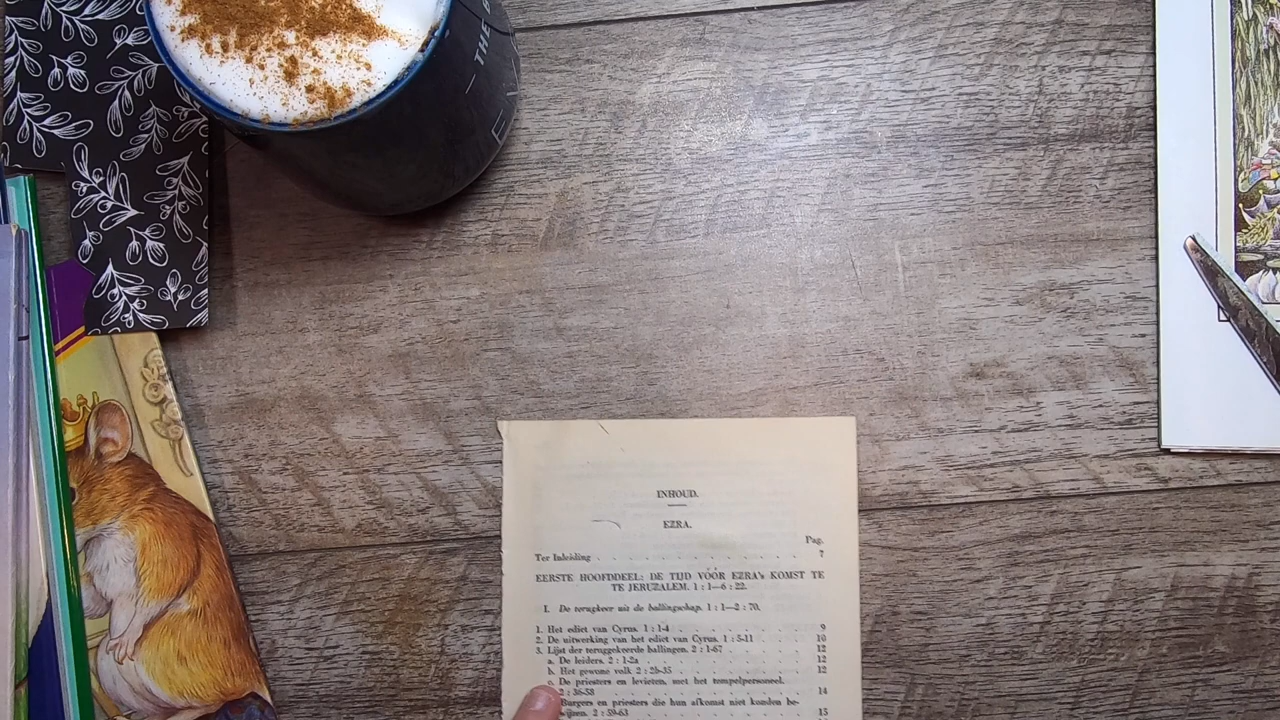 THE B
INHOUD.
EZRA.
Pag.
Ter Inleiding . . . . . . . . . . . . 7
EERSTE HOOFDDEEL: DE TIJD VÓÓR EZRA's KOMST TE
TE JERUZALEM. 1 : 1—6 : 22.
I. De terugkeer uit de ballingschap. 1 : 1—2 : 70.
1. Het edict van Cyrus. 1 : 1-4 . . . . . . . . 9
2. De uitwerking van het edict van Cyrus. 1 : 5-11 . . . . 10
3. Lijst der teruggekeerde ballingen. 2 : 1-67 . . . . . 12
a. De leiders. 2 : 1-2a . . . . . . . . . 12
b. Het gewone volk 2 : 2b-35 . . . . . . . 12
c. De priesters en levieten, met het tempelpersoneel.
2 : 36-58 . . . . . . . . . . 14
Burgers en priesters die hun afkomst niet konden be-
wijzen. 2 : 59-63 . . . . . . . . . 15